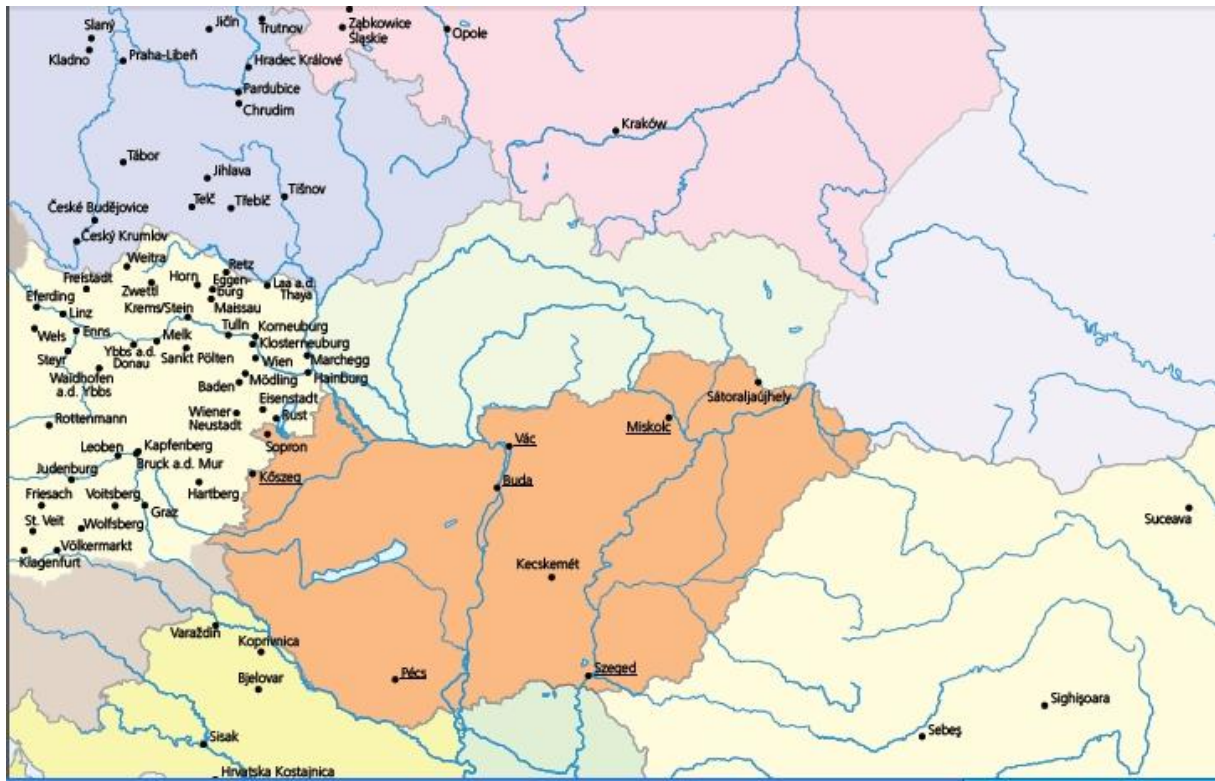 Slaný
Jičín
Trutnov
Ząbkowice
Śląskie
Opole
Kladno
Praha-Libeň
Hradec Králové
Pardubice
Chrudim
Kraków
Tábor
Jihlava
Telč
Třebíč
Tišnov
České Budějovice
Český Krumlov
Weitra
Retz
Freistadt
Zwettl
Horn
Eggen-
burg
Laa a.d.
Thaya
Eferding
Linz
Krems/Stein
Maissau
Wels
Enns
Steyr
Melk
Tulln
Korneuburg
Klosterneuburg
Ybbs a.d.
Donau
Sankt Pölten
Wien
Marchegg
Waidhofen
a.d. Ybbs
Baden
Mödling
Hainburg
Eisenstadt
Rottenmann
Wiener
Neustadt
Rust
Sátoraljaújhely
Miskolc
Leoben
Kapfenberg
Bruck a.d. Mur
Sopron
Vác
Judenburg
Kőszeg
Buda
Friesach
Voitsberg
Hartberg
Graz
St. Veit
Wolfsberg
Suceava
Klagenfurt
Völkermarkt
Kecskemét
Varaždin
Koprivnica
Bjelovar
Pécs
Szeged
Sighişoara
Sisak
Sebeş
Hrvatska Kostajnica